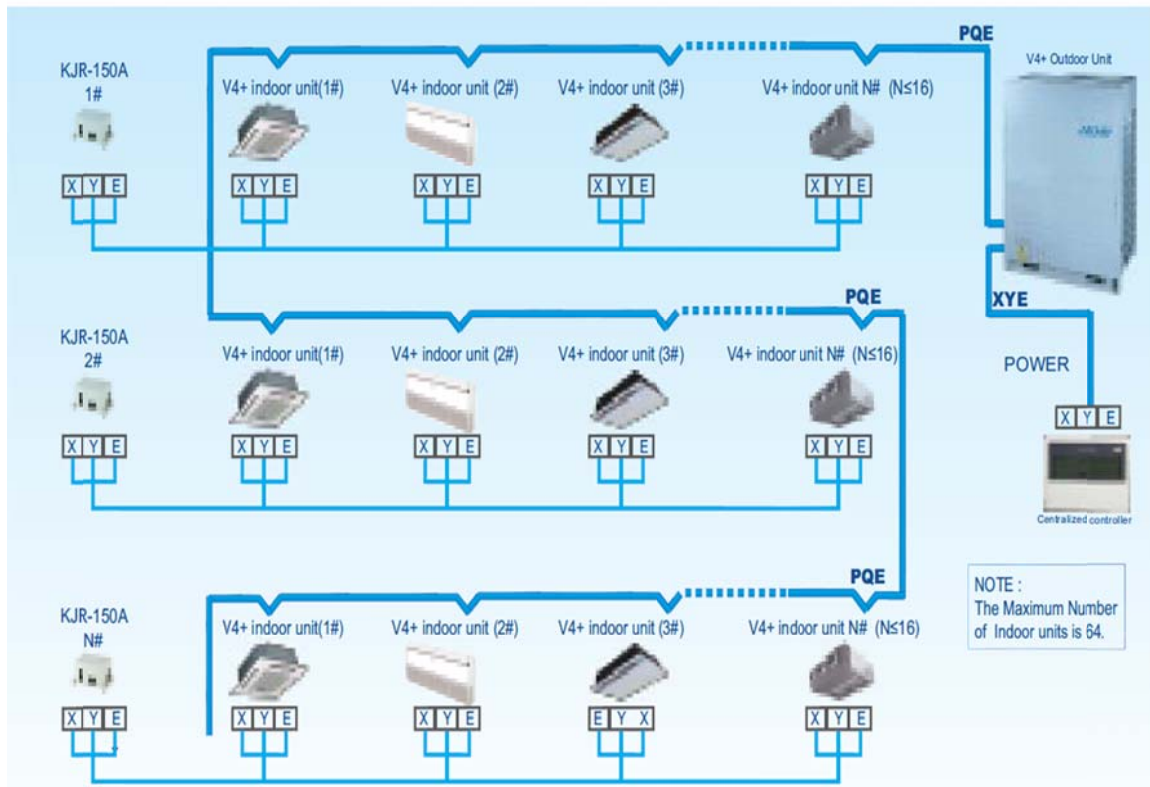 PQE
V4+ Outdoor Unit
KJR-150A
1#
V4+ indoor unit(1#)
V4+ indoor unit (2#)
V4+ indoor unit (3#)
V4+ indoor unit N# (N≤16)
X Y E
X Y E
X Y E
X Y E
X Y E
PQE
XYE
KJR-150A
2#
V4+ indoor unit(1#)
V4+ indoor unit (2#)
V4+ indoor unit (3#)
V4+ indoor unit N# (N≤16)
POWER
X Y E
X Y E
X Y E
X Y E
X Y E
X Y E
Centralized controller
PQE
NOTE :
The Maximum Number
of Indoor units is 64.
KJR-150A
N#
V4+ indoor unit(1#)
V4+ indoor unit (2#)
V4+ indoor unit (3#)
V4+ indoor unit N# (N≤16)
X Y E
X Y E
X Y E
E Y X
X Y E